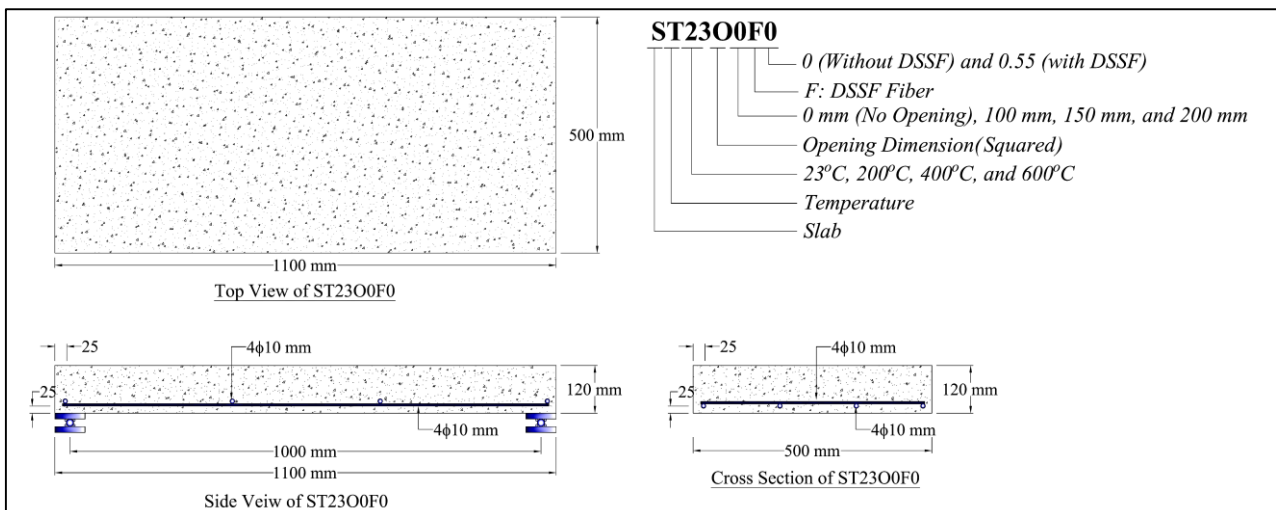 500 mm
1100 mm
Top View of ST23O0F0
ST23O0F0
0 (Without DSSF) and 0.55 (with DSSF)
F: DSSF Fiber
0 mm (No Opening), 100 mm, 150 mm, and 200 mm
Opening Dimension(Squared)
23°C, 200°C, 400°C, and 600°C
Temperature
Slab
25
4ϕ10 mm
25
120 mm
4ϕ10 mm
1000 mm
1100 mm
Side Veiw of ST23O0F0
25
4ϕ10 mm
25
120 mm
4ϕ10 mm
500 mm
Cross Section of ST23O0F0